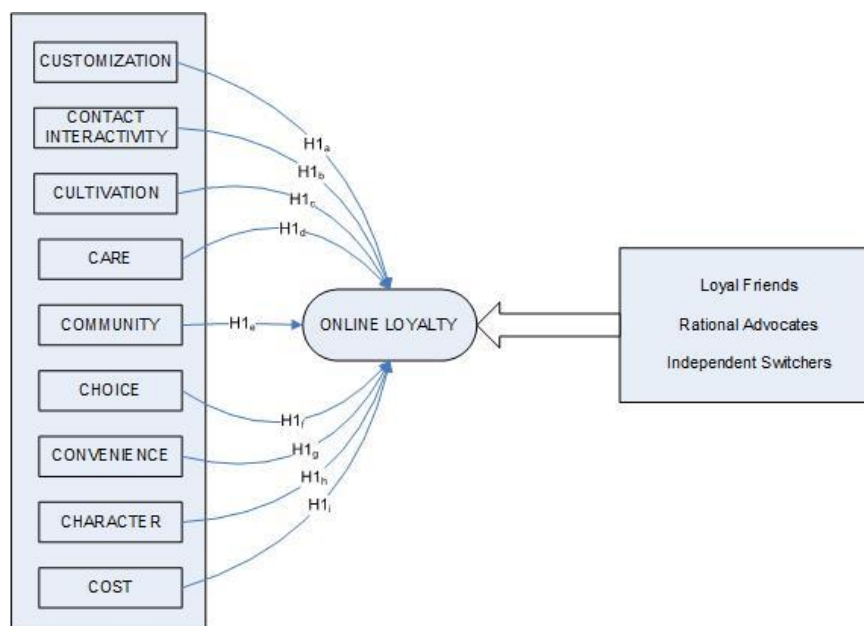 CUSTOMIZATION
CONTACT
INTERACTIVITY
CULTIVATION
CARE
COMMUNITY
CHOICE
CONVENIENCE
CHARACTER
COST
H1a
H1b
H1c
H1d
H1e
H1f
H1g
H1h
H1i
ONLINE LOYALTY
Loyal Friends
Rational Advocates
Independent Switchers